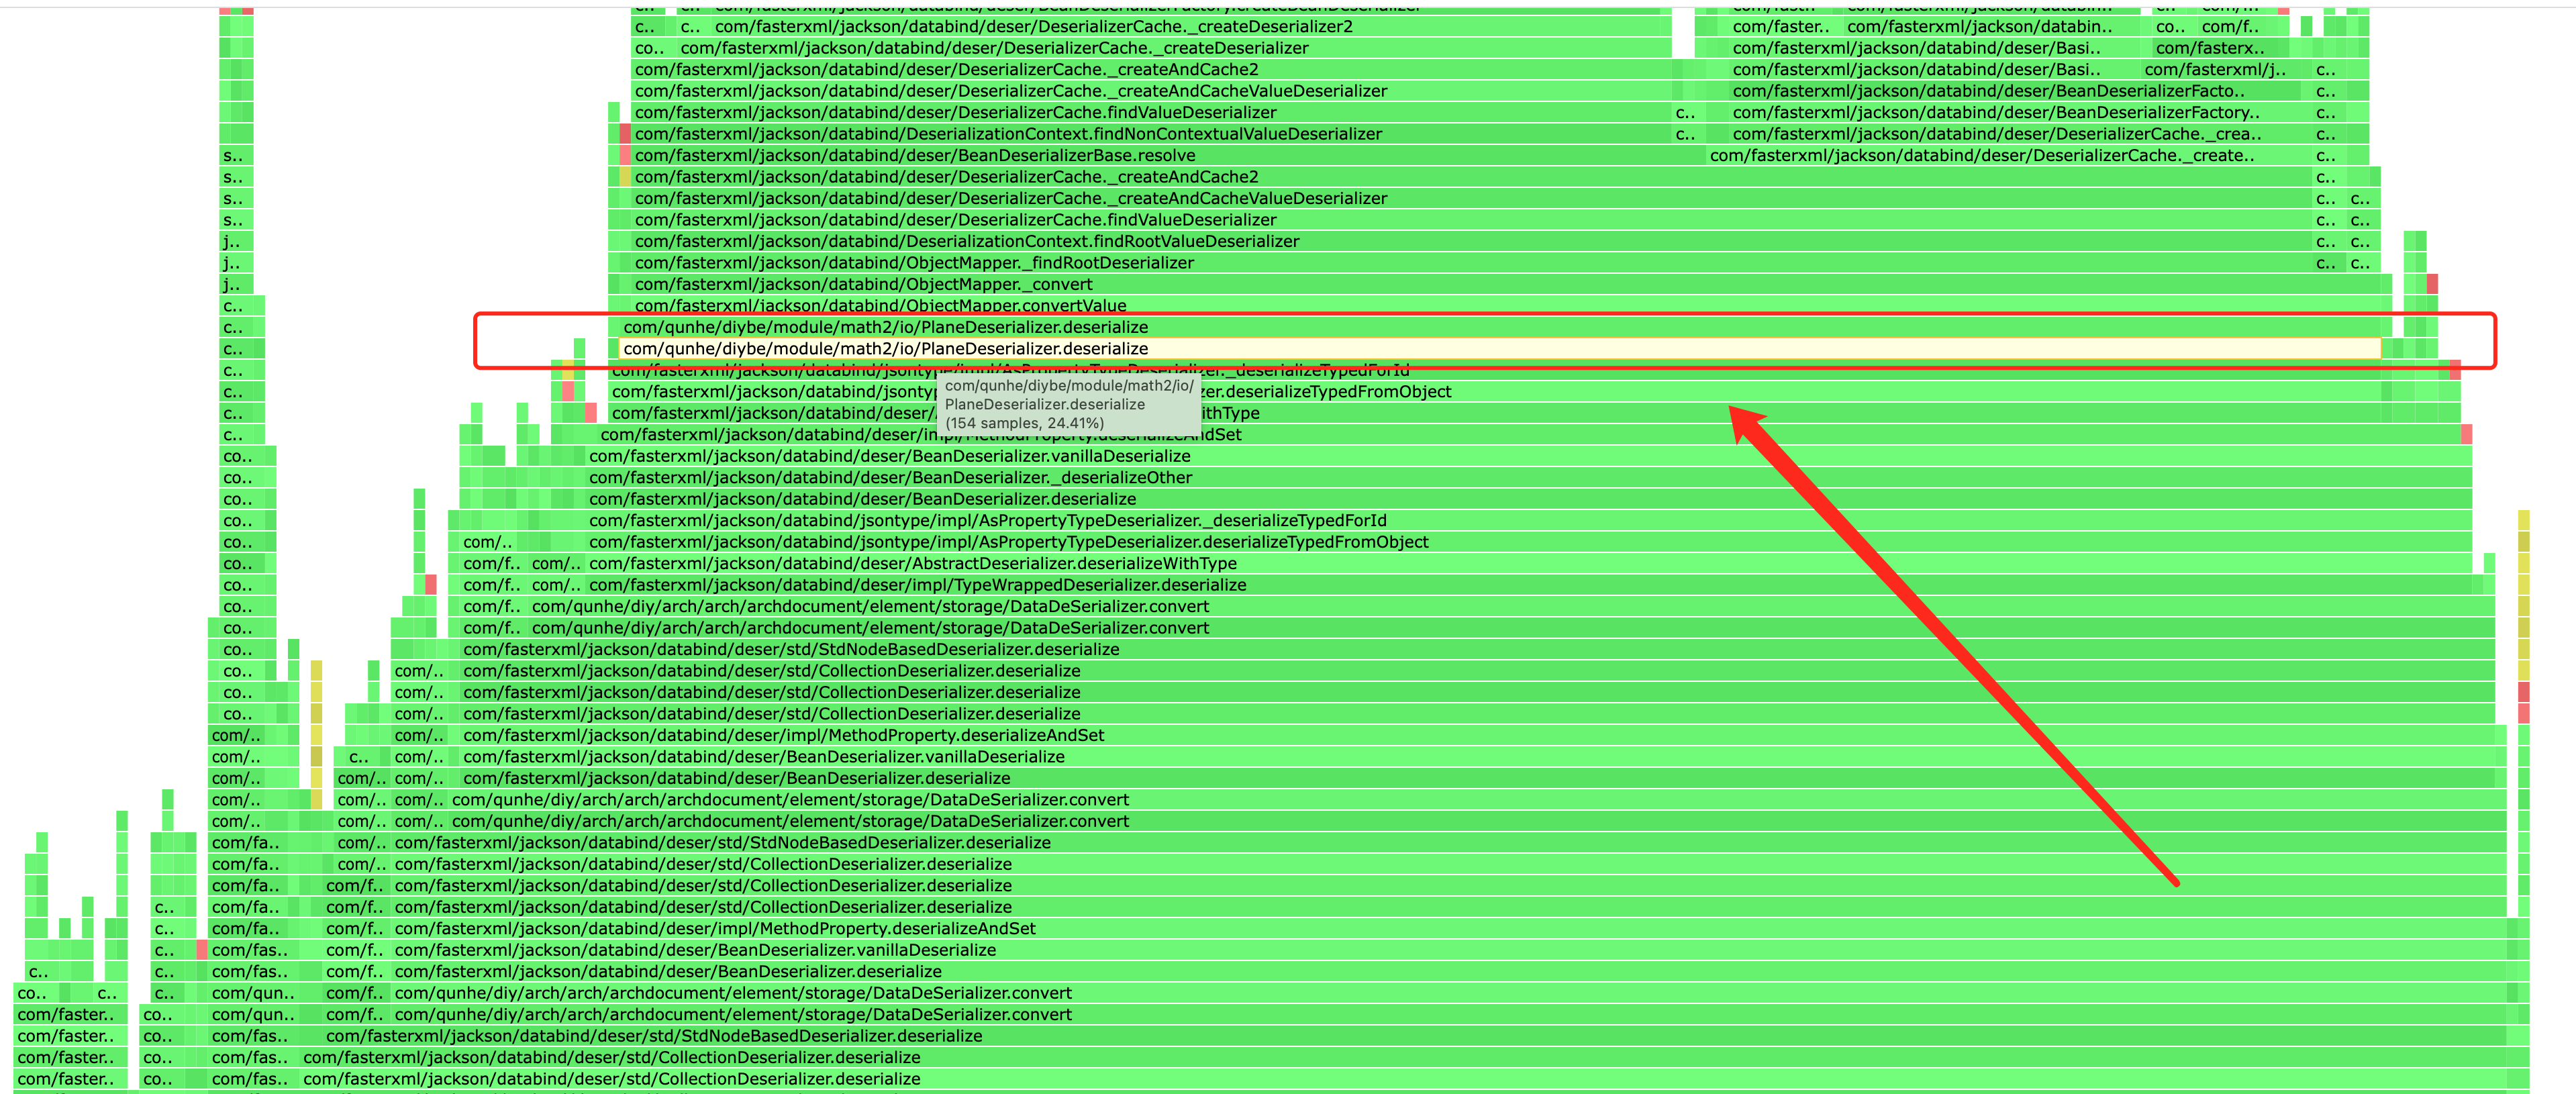 c.. c.. com/fasterxml/jackson/databind/deser/BeanDeserializerFactory.createBeanDeserializer com/fast.. com/fasterxml/jackson/databin.. c.. com/f..
c.. c.. com/fasterxml/jackson/databind/deser/DeserializerCache._createDeserializer2 com/faster.. com/fasterxml/jackson/databin.. co.. com/f..
co.. com/fasterxml/jackson/databind/deser/DeserializerCache._createDeserializer com/fasterxml/jackson/databind/deser/Basi.. com/fasterx..
com/fasterxml/jackson/databind/deser/DeserializerCache._createAndCache2 com/fasterxml/jackson/databind/deser/Basi.. com/fasterxml/j.. c..
com/fasterxml/jackson/databind/deser/DeserializerCache._createAndCacheValueDeserializer com/fasterxml/jackson/databind/deser/BeanDeserializerFacto.. c..
com/fasterxml/jackson/databind/deser/DeserializerCache.findValueDeserializer c.. com/fasterxml/jackson/databind/deser/BeanDeserializerFactory.. c..
com/fasterxml/jackson/databind/DeserializationContext.findNonContextualValueDeserializer c.. com/fasterxml/jackson/databind/deser/DeserializerCache._crea.. c..
s.. com/fasterxml/jackson/databind/deser/BeanDeserializerBase.resolve com/fasterxml/jackson/databind/deser/DeserializerCache._create.. c..
s.. com/fasterxml/jackson/databind/deser/DeserializerCache._createAndCache2 c..
s.. com/fasterxml/jackson/databind/deser/DeserializerCache._createAndCacheValueDeserializer c.. c..
s.. com/fasterxml/jackson/databind/deser/DeserializerCache.findValueDeserializer c.. c..
j.. com/fasterxml/jackson/databind/DeserializationContext.findRootValueDeserializer c.. c..
j.. com/fasterxml/jackson/databind/ObjectMapper._findRootDeserializer c.. c..
j.. com/fasterxml/jackson/databind/ObjectMapper._convert
c.. com/fasterxml/jackson/databind/ObjectMapper.convertValue
c.. com/qunhe/diybe/module/math2/io/PlaneDeserializer.deserialize
c.. com/qunhe/diybe/module/math2/io/PlaneDeserializer.deserialize
c.. com/fasterxml/jackson/databind/jsontype/impl/AsPropertyTypeDeserializer._deserializeTypedForId
c.. com/fasterxml/jackson/databind/jsontyp zer.deserializeTypedFromObject
c.. com/fasterxml/jackson/databind/deser/ ithType
c.. com/fasterxml/jackson/databind/deser/impl/MethodProperty.deserializeAndSet
com/qunhe/diybe/module/math2/io/
PlaneDeserializer.deserialize
(154 samples, 24.41%)
co.. com/fasterxml/jackson/databind/deser/BeanDeserializer.vanillaDeserialize
co.. com/fasterxml/jackson/databind/deser/BeanDeserializer._deserializeOther
co.. com/fasterxml/jackson/databind/deser/BeanDeserializer.deserialize
co.. com/fasterxml/jackson/databind/jsontype/impl/AsPropertyTypeDeserializer._deserializeTypedForId
co.. com/.. com/fasterxml/jackson/databind/jsontype/impl/AsPropertyTypeDeserializer.deserializeTypedFromObject
co.. com/f.. com/.. com/fasterxml/jackson/databind/deser/AbstractDeserializer.deserializeWithType
co.. com/f.. com/.. com/fasterxml/jackson/databind/deser/impl/TypeWrappedDeserializer.deserialize
co.. com/f.. com/qunhe/diy/arch/arch/archdocument/element/storage/DataDeSerializer.convert
co.. com/f.. com/qunhe/diy/arch/arch/archdocument/element/storage/DataDeSerializer.convert
co.. com/fasterxml/jackson/databind/deser/std/StdNodeBasedDeserializer.deserialize
co.. com/.. com/fasterxml/jackson/databind/deser/std/CollectionDeserializer.deserialize
co.. com/.. com/fasterxml/jackson/databind/deser/std/CollectionDeserializer.deserialize
co.. com/.. com/fasterxml/jackson/databind/deser/std/CollectionDeserializer.deserialize
com/.. com/.. com/fasterxml/jackson/databind/deser/impl/MethodProperty.deserializeAndSet
com/.. c.. com/.. com/fasterxml/jackson/databind/deser/BeanDeserializer.vanillaDeserialize
com/.. com/.. com/.. com/fasterxml/jackson/databind/deser/BeanDeserializer.deserialize
com/.. com/.. com/.. com/qunhe/diy/arch/arch/archdocument/element/storage/DataDeSerializer.convert
com/.. com/.. com/.. com/qunhe/diy/arch/arch/archdocument/element/storage/DataDeSerializer.convert
com/fa.. com/.. com/fasterxml/jackson/databind/deser/std/StdNodeBasedDeserializer.deserialize
com/fa.. com/.. com/fasterxml/jackson/databind/deser/std/CollectionDeserializer.deserialize
com/fa.. com/f.. com/fasterxml/jackson/databind/deser/std/CollectionDeserializer.deserialize
c.. com/fa.. com/f.. com/fasterxml/jackson/databind/deser/std/CollectionDeserializer.deserialize
c.. com/fa.. com/f.. com/fasterxml/jackson/databind/deser/impl/MethodProperty.deserializeAndSet
c.. com/fas.. com/f.. com/fasterxml/jackson/databind/deser/BeanDeserializer.vanillaDeserialize
c.. c.. com/fas.. com/f.. com/fasterxml/jackson/databind/deser/BeanDeserializer.deserialize
co.. c.. c.. com/qun.. com/f.. com/qunhe/diy/arch/arch/archdocument/element/storage/DataDeSerializer.convert
com/faster.. co.. com/qun.. com/f.. com/qunhe/diy/arch/arch/archdocument/element/storage/DataDeSerializer.convert
com/faster.. co.. com/fas.. com/fasterxml/jackson/databind/deser/std/StdNodeBasedDeserializer.deserialize
com/faster.. co.. com/fas.. com/fasterxml/jackson/databind/deser/std/CollectionDeserializer.deserialize
com/faster.. co.. com/fas.. com/fasterxml/jackson/databind/deser/std/CollectionDeserializer.deserialize